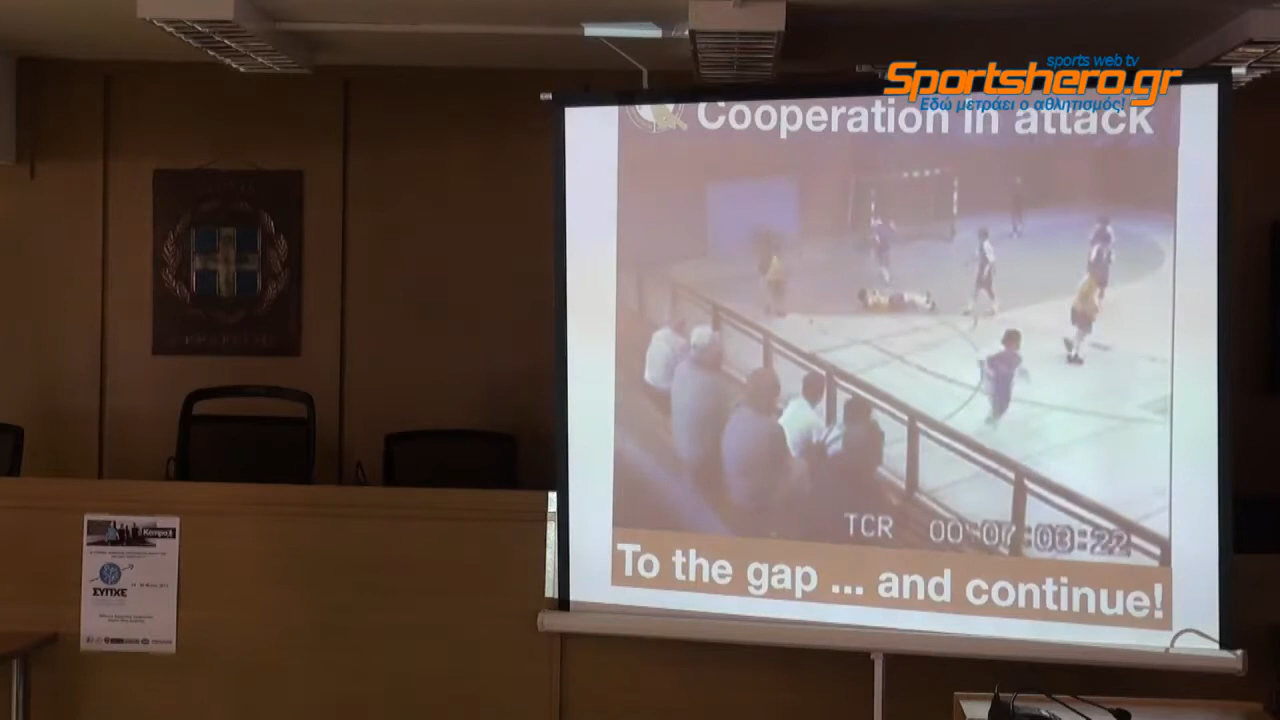 sports web tv
Sportshero.gr
Εδώ μετράει ο αθλητισμός!
Cooperation in attack
TCR 00:07:03:22
To the gap ... and continue!
Kempa
ΣΥΠΧΕ